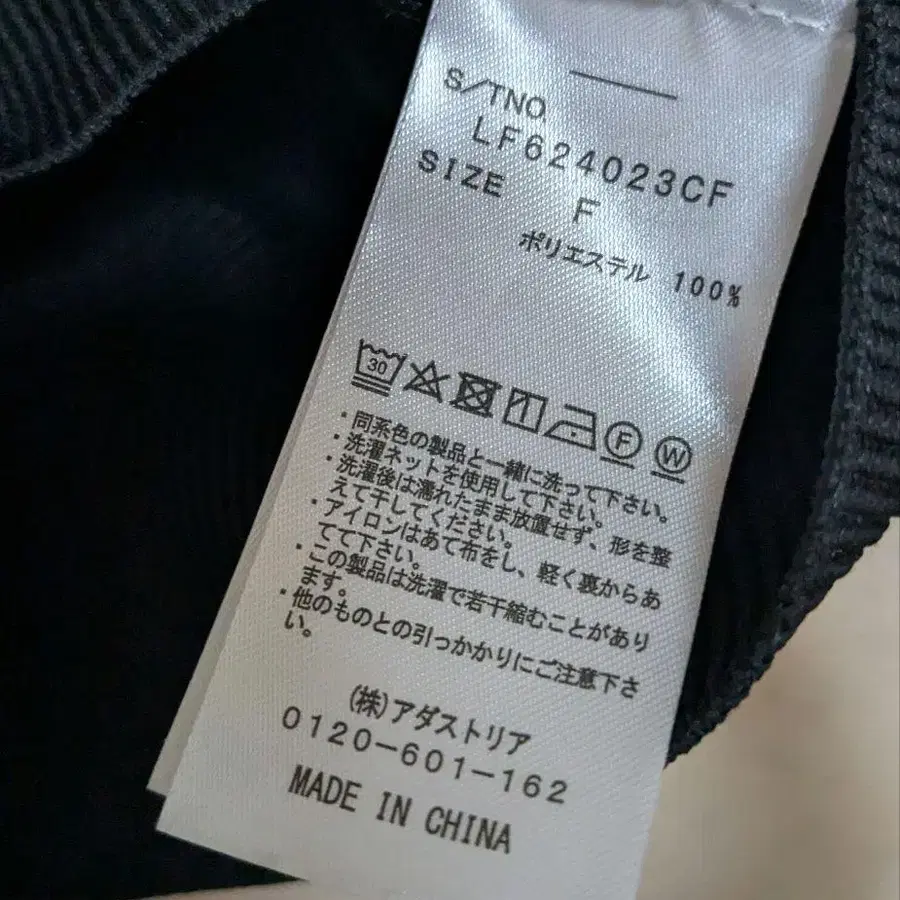 S/TNO
LF624023CF
SIZE
F
ポリエステル 100%
30
F
W
・同系色の製品と一緒に洗って下さい。
・洗濯ネットを使用して下さい。
・洗濯後は濡れたまま放置せず、形を整
えて干してください。
・アイロンはあて布をし、軽く裏からあ
てて下さい。
・この製品は洗濯で若干縮むことがあり
ます。
・他のものとの引っかかりにご注意下さ
い。
(株)アダストリア
0120-601-162
MADE IN CHINA